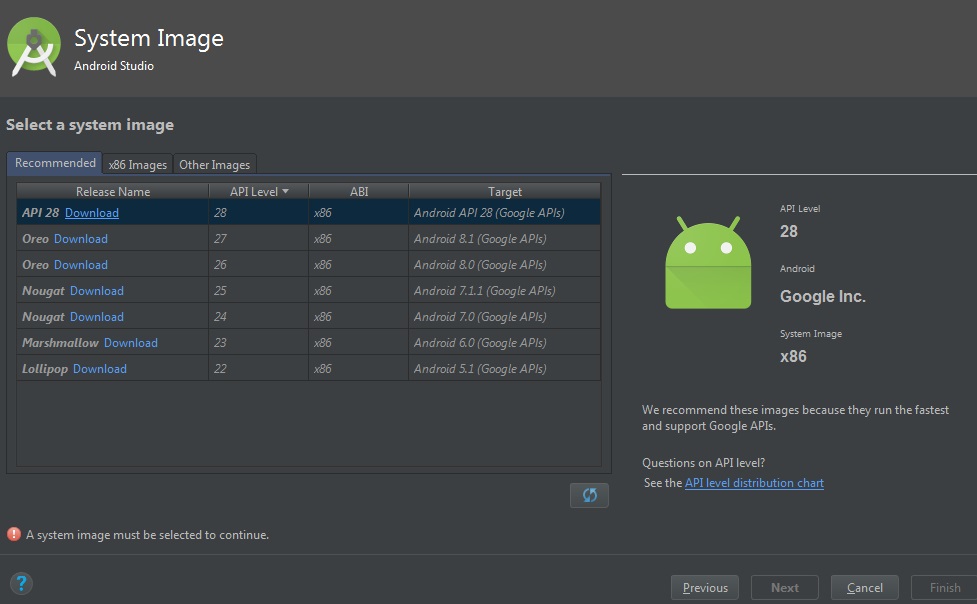 System Image
Android Studio
Select a system image
Recommended x86 Images Other Images
Release Name API Level ABI Target
API 28 Download 28 x86 Android API 28 (Google APIs)
Oreo Download 27 x86 Android 8.1 (Google APIs)
Oreo Download 26 x86 Android 8.0 (Google APIs)
Nougat Download 25 x86 Android 7.1.1 (Google APIs)
Nougat Download 24 x86 Android 7.0 (Google APIs)
Marshmallow Download 23 x86 Android 6.0 (Google APIs)
Lollipop Download 22 x86 Android 5.1 (Google APIs)
API Level
28
Android
Google Inc.
System Image
x86
We recommend these images because they run the fastest
and support Google APIs.
Questions on API level?
See the API level distribution chart
! A system image must be selected to continue.
? Previous Next Cancel Finish